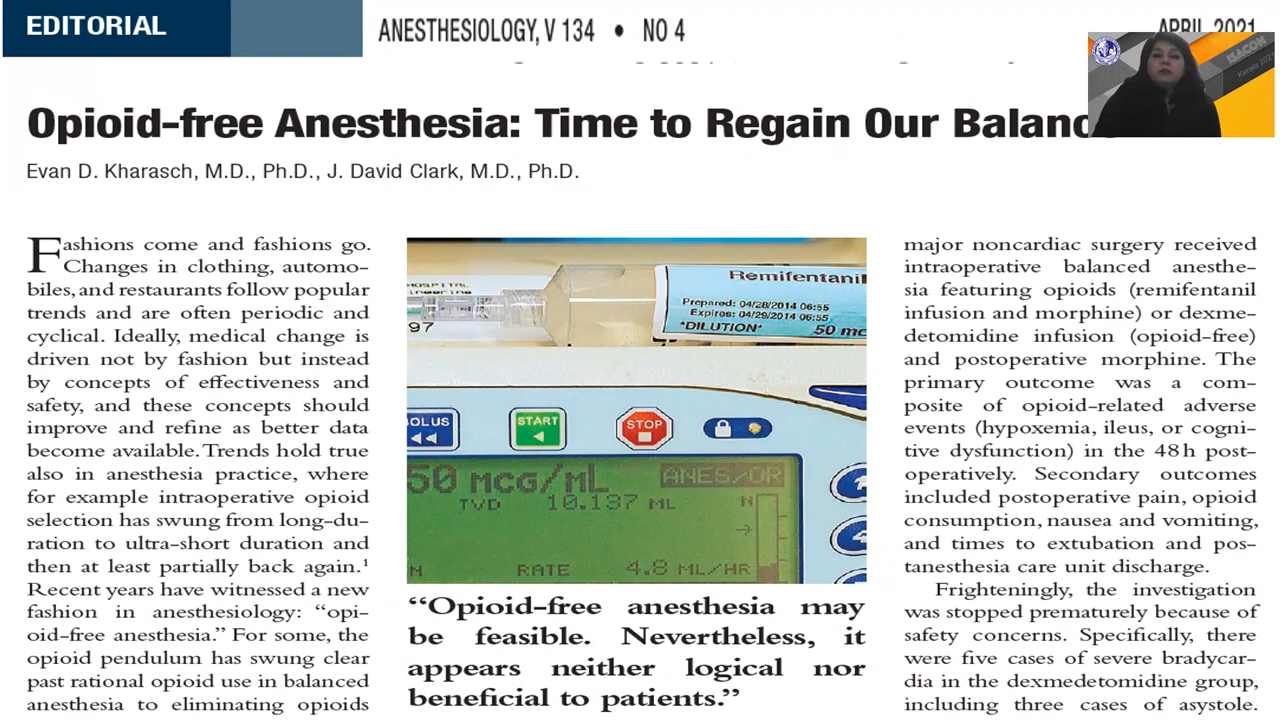 EDITORIAL
ANESTHESIOLOGY, V 134 • NO 4
APRIL 2021
ISACON
Kerala 2021
Opioid-free Anesthesia: Time to Regain Our
Evan D. Kharasch, M.D., Ph.D., J. David Clark, M.D., Ph.D.
Fashions come and fashions go.
Changes in clothing, automo-
biles, and restaurants follow popular
trends and are often periodic and
cyclical. Ideally, medical change is
driven not by fashion but instead
by concepts of effectiveness and
safety, and these concepts should
improve and refine as better data
become available. Trends hold true
also in anesthesia practice, where
for example intraoperative opioid
selection has swung from long-du-
ration to ultra-short duration and
then at least partially back again.¹
Recent years have witnessed a new
fashion in anesthesiology: “opi-
oid-free anesthesia.” For some, the
opioid pendulum has swung clear
past rational opioid use in balanced
anesthesia to eliminating opioids
HOSPITAL
97
Remifentanil
Prepared: 04/28/2014 06:55
Expires: 04/29/2014 06:55
*DILUTION* 50 mc
OLUS
START
STOP
50 MCG/ML ANES/OR
TVD 10.137 ML N
N RATE 4.8 ML/HR
“Opioid-free anesthesia may
be feasible. Nevertheless, it
appears neither logical nor
beneficial to patients.”
major noncardiac surgery received
intraoperative balanced anesthe-
sia featuring opioids (remifentanil
infusion and morphine) or dexme-
detomidine infusion (opioid-free)
and postoperative morphine. The
primary outcome was a com-
posite of opioid-related adverse
events (hypoxemia, ileus, or cogni-
tive dysfunction) in the 48 h post-
operatively. Secondary outcomes
included postoperative pain, opioid
consumption, nausea and vomiting,
and times to extubation and pos-
tanesthesia care unit discharge.
Frighteningly, the investigation
was stopped prematurely because of
safety concerns. Specifically, there
were five cases of severe bradycar-
dia in the dexmedetomidine group,
including three cases of asystole.